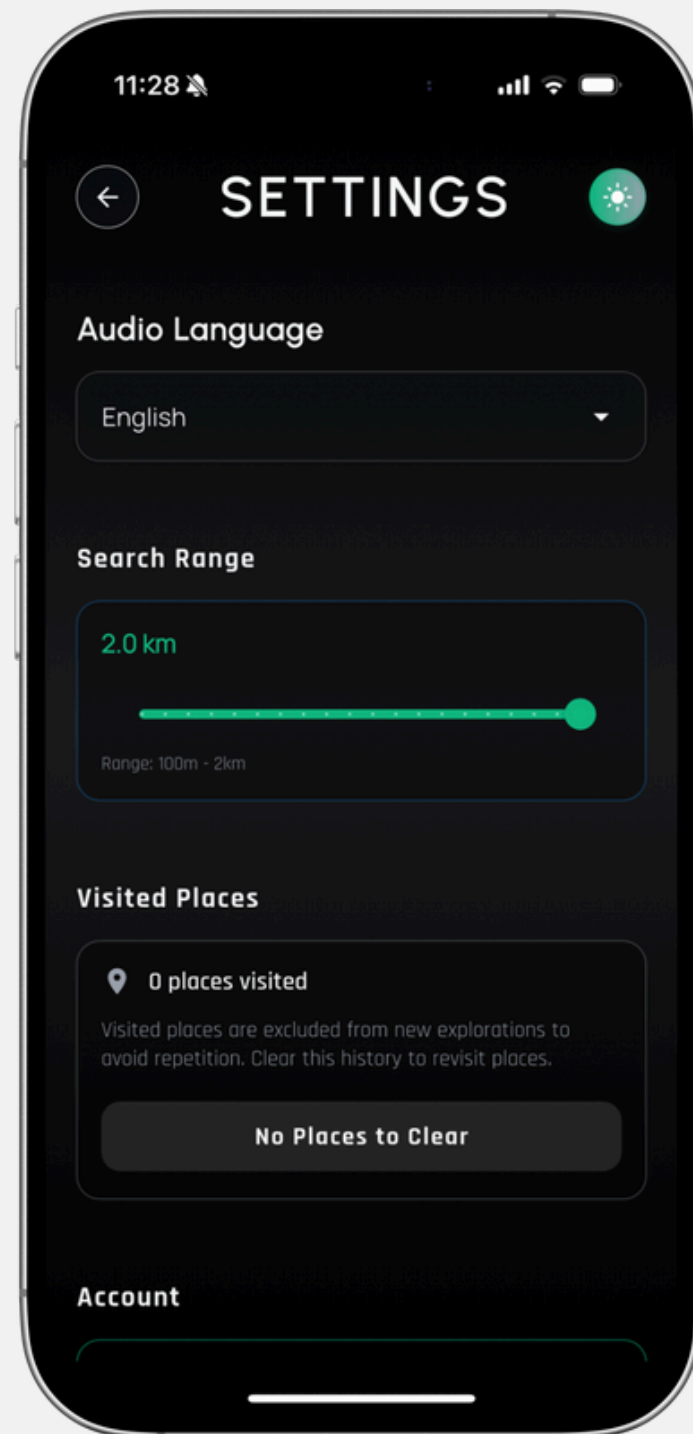 11:28
SETTINGS
Audio Language
English
Search Range
2.0 km
Range: 100m - 2km
Visited Places
0 places visited
Visited places are excluded from new explorations to
avoid repetition. Clear this history to revisit places.
No Places to Clear
Account